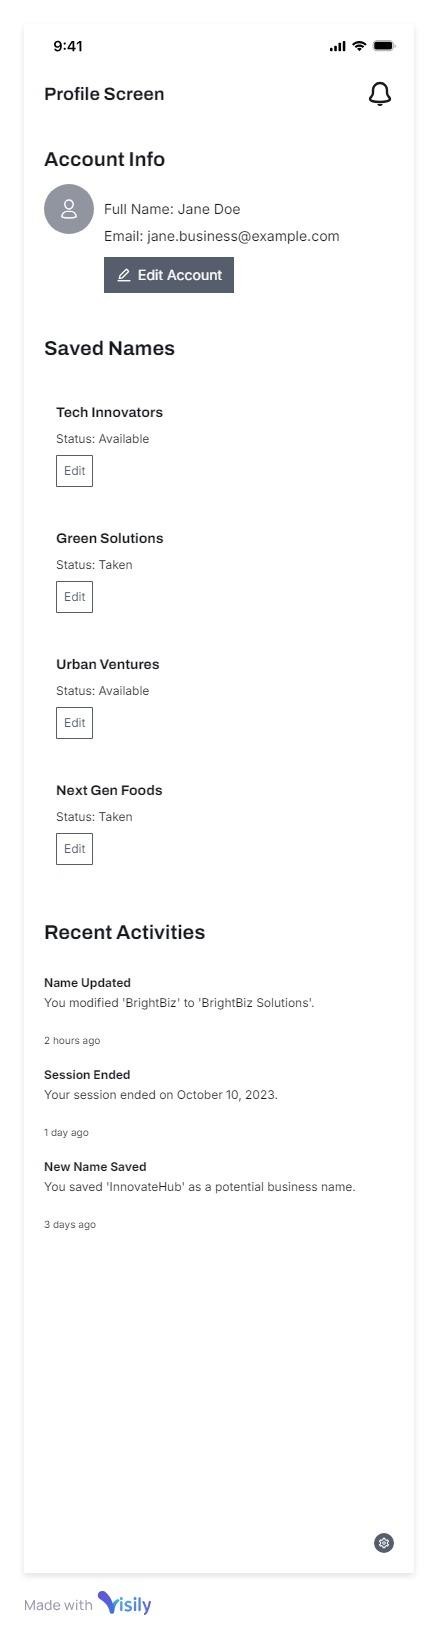 9:41
Profile Screen
Account Info
Full Name: Jane Doe
Email: jane.business@example.com
Edit Account
Saved Names
Tech Innovators
Status: Available
Edit
Green Solutions
Status: Taken
Edit
Urban Ventures
Status: Available
Edit
Next Gen Foods
Status: Taken
Edit
Recent Activities
Name Updated
You modified 'BrightBiz' to 'BrightBiz Solutions'.
2 hours ago
Session Ended
Your session ended on October 10, 2023.
1 day ago
New Name Saved
You saved 'InnovateHub' as a potential business name.
3 days ago
Made with Visily